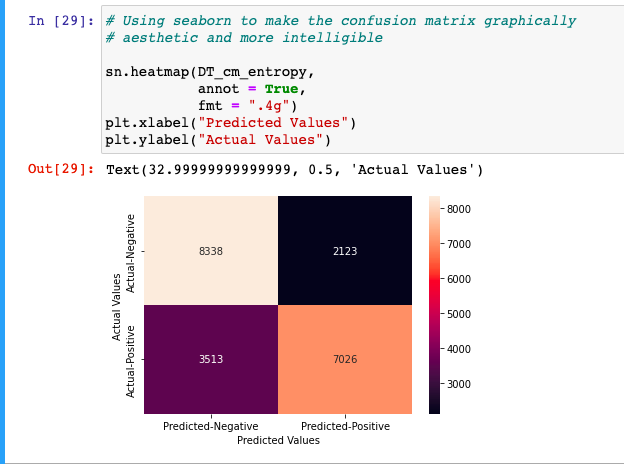 In [29]: # Using seaborn to make the confusion matrix graphically
# aesthetic and more intelligible
sn.heatmap(DT_cm_entropy,
annot = True,
fmt = ".4g")
plt.xlabel("Predicted Values")
plt.ylabel("Actual Values")
Out[29]: Text(32.99999999999999, 0.5, 'Actual Values')
Actual Values
Actual-Negative
8338
2123
Actual-Positive
3513
7026
Predicted-Negative
Predicted-Positive
Predicted Values
8000
7000
6000
5000
4000
3000